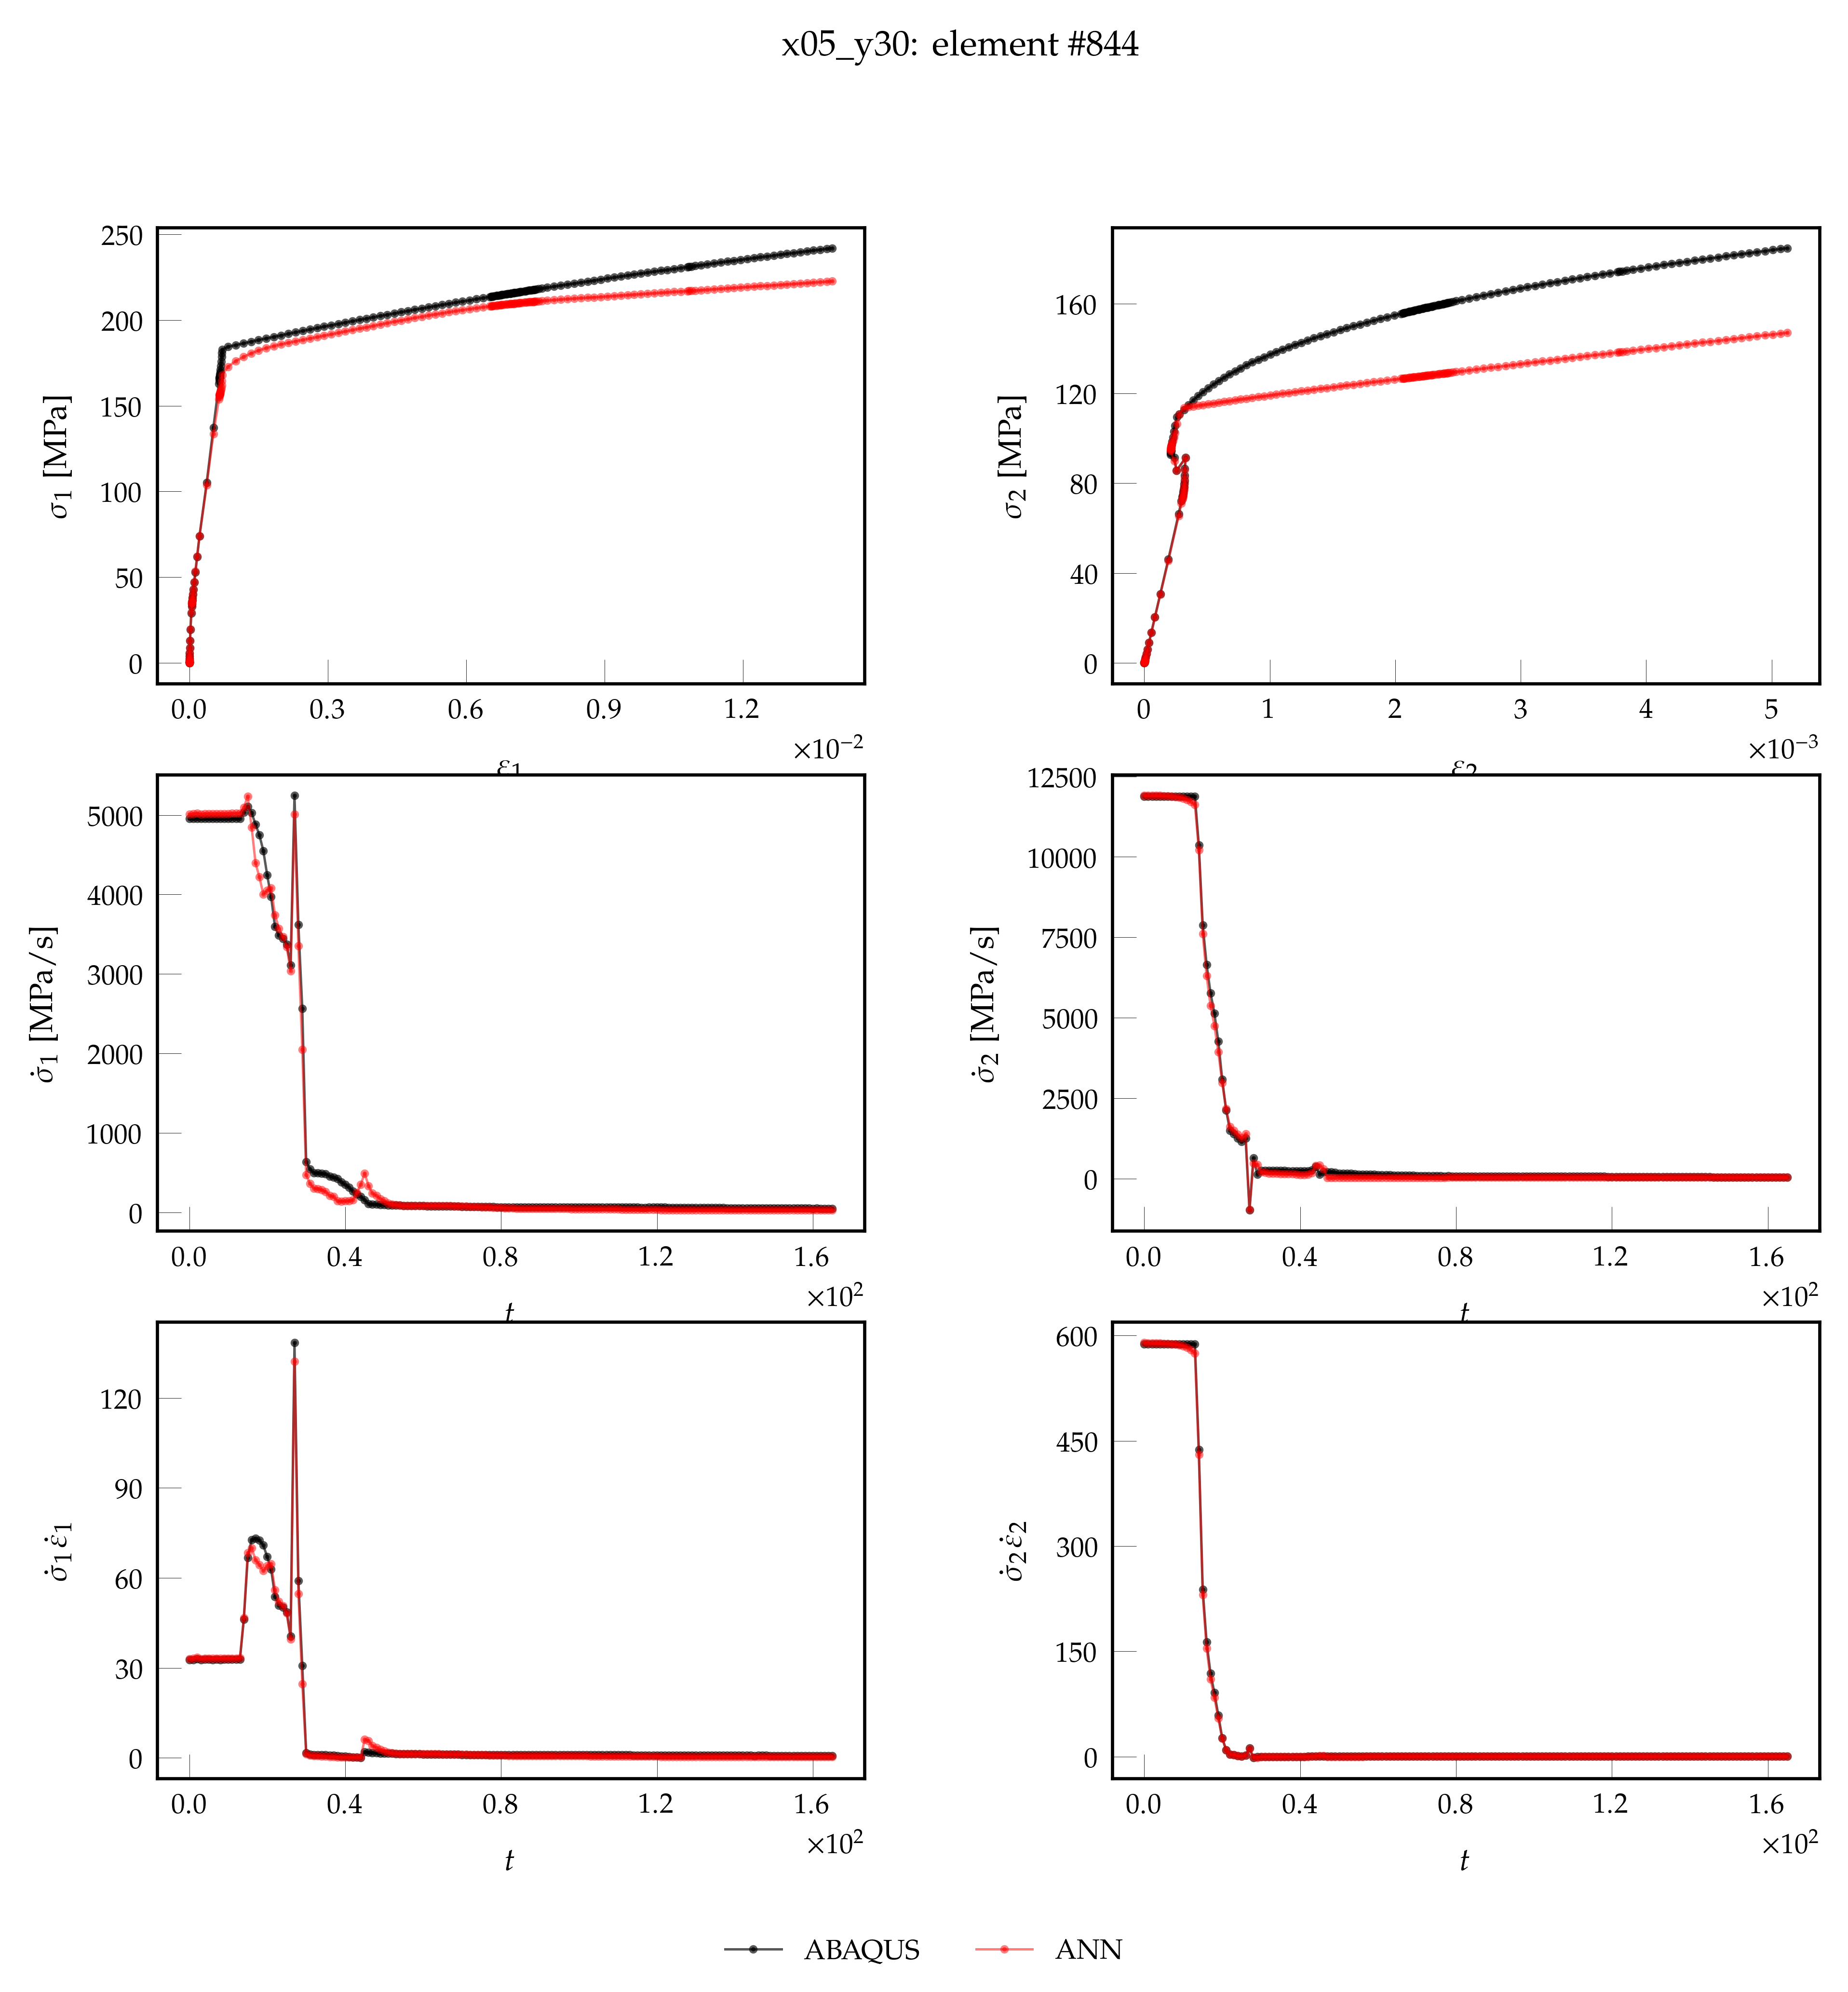 x05_y30: element #844
250
200
150
100
50
0
σ₁ [MPa]
0.0 0.3 0.6 0.9 1.2
×10⁻²
ε₁
160
120
80
40
0
σ₂ [MPa]
0 1 2 3 4 5
×10⁻³
ε₂
5000
4000
3000
2000
1000
0
σ̇₁ [MPa/s]
0.0 0.4 0.8 1.2 1.6
×10²
t
12500
10000
7500
5000
2500
0
σ̇₂ [MPa/s]
0.0 0.4 0.8 1.2 1.6
×10²
t
120
90
60
30
0
σ̇₁ε̇₁
0.0 0.4 0.8 1.2 1.6
×10²
t
600
450
300
150
0
σ̇₂ε̇₂
0.0 0.4 0.8 1.2 1.6
×10²
t
ABAQUS ANN